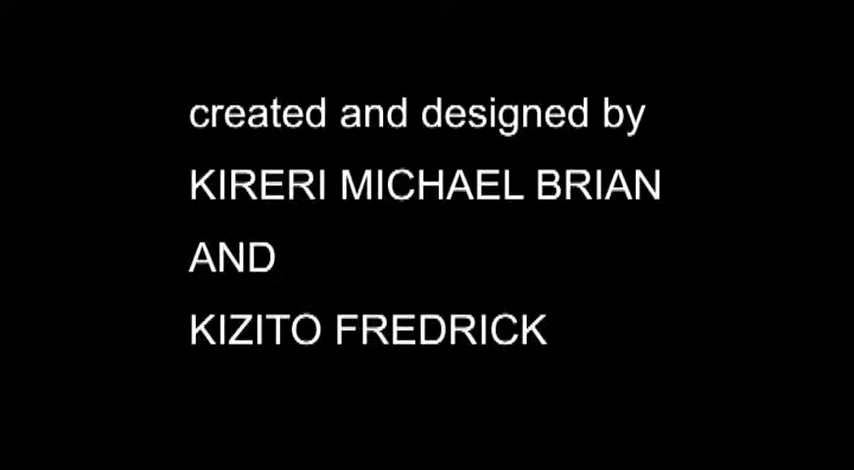 created and designed by
KIRERI MICHAEL BRIAN
AND
KIZITO FREDRICK